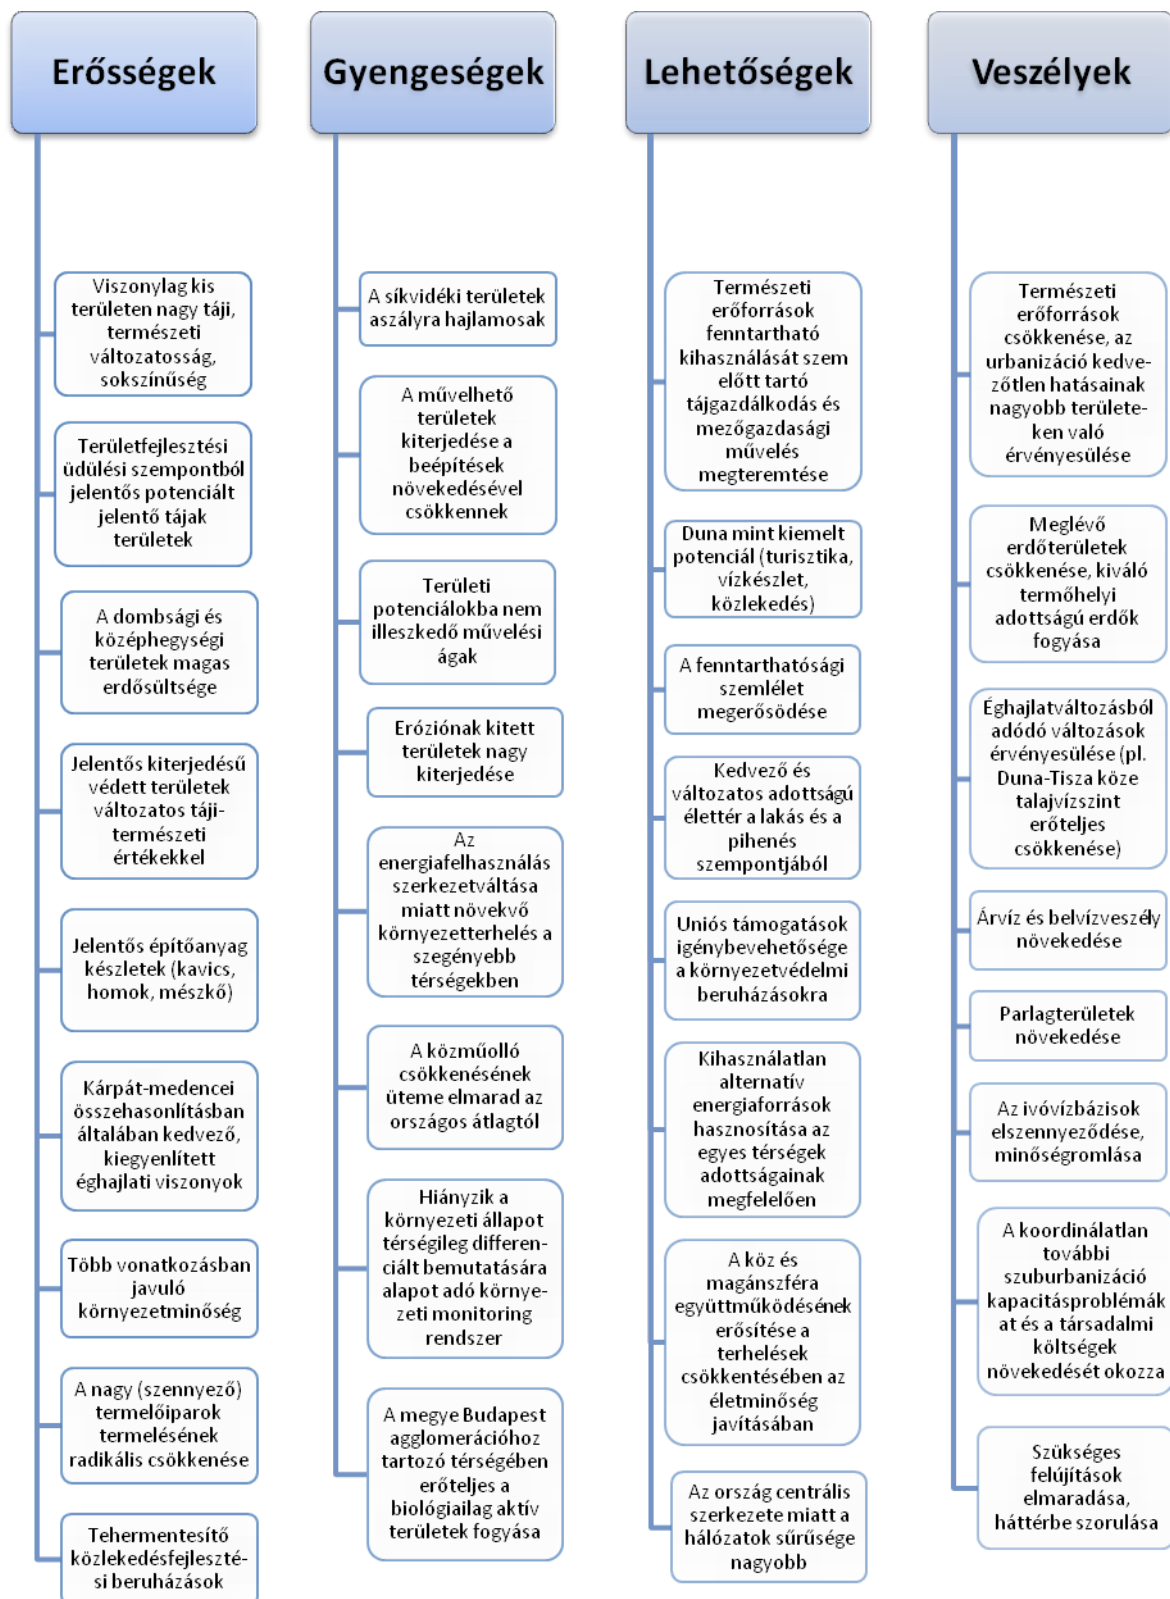 Erősségek
Viszonylag kis
területen nagy táji,
természeti
változatosság,
sokszínűség
Területfejlesztési
üdülési szempontból
jelentős potenciált
jelentő tájak
területek
A dombsági és
középhegységi
területek magas
erdősültsége
Jelentős kiterjedésű
védett területek
változatos táji-
természeti
értékekkel
Jelentős építőanyag
készletek (kavics,
homok, mészkő)
Kárpát-medencei
összehasonlításban
általában kedvező,
kiegyenlített
éghajlati viszonyok
Több vonatkozásban
javuló
környezetminőség
A nagy (szennyező)
termelőiparok
termelésének
radikális csökkenése
Tehermentesítő
közlekedésfejleszté-
si beruházások
Gyengeségek
A síkvidéki területek
aszályra hajlamosak
A művelhető
területek
kiterjedése a
beépítések
növekedésével
csökkennek
Területi
potenciálokba nem
illeszkedő művelési
ágak
Eróziónak kitett
területek nagy
kiterjedése
Az
energiafelhasználás
szerkezetváltása
miatt növekvő
környezetterhelés a
szegényebb
térségekben
A közműolló
csökkenésének
üteme elmarad az
országos átlagtól
Hiányzik a
környezeti állapot
térségileg differen-
ciált bemutatására
alapot adó környe-
zeti monitoring
rendszer
A megye Budapest
agglomerációhoz
tartozó térségében
erőteljes a
biológiailag aktív
területek fogyása
Lehetőségek
Természeti
erőforrások
fenntartható
kihasználását szem
előtt tartó
tájgazdálkodás és
mezőgazdasági
művelés
megteremtése
Duna mint kiemelt
potenciál (turisztika,
vízkészlet,
közlekedés)
A fenntarthatósági
szemlélet
megerősödése
Kedvező és
változatos adottságú
élettér a lakás és a
pihenés
szempontjából
Uniós támogatások
igénybevehetősége
a környezetvédelmi
beruházásokra
Kihasználatlan
alternatív
energiaforrások
hasznosítása az
egyes térségek
adottságainak
megfelelően
A köz és
magánszféra
együttműködésének
erősítése a
terhelések
csökkentésében az
életminőség
javításában
Az ország centrális
szerkezete miatt a
hálózatok sűrűsége
nagyobb
Veszélyek
Természeti
erőforrások
csökkenése, az
urbanizáció kedve-
zőtlen hatásainak
nagyobb területe-
ken való
érvényesülése
Meglévő
erdőterületek
csökkenése, kiváló
termőhelyi
adottságú erdők
fogyása
Éghajlatváltozásból
adódó változások
érvényesülése (pl.
Duna-Tisza köze
talajvízszint
erőteljes
csökkenése)
Árvíz és belvízveszély
növekedése
Parlagterületek
növekedése
Az ivóvízbázisok
elszennyeződése,
minőségromlása
A koordinálatlan
további
szuburbanizáció
kapacitásproblémák
at és a társadalmi
költségek
növekedését okozza
Szükséges
felújítások
elmaradása,
háttérbe szorulása